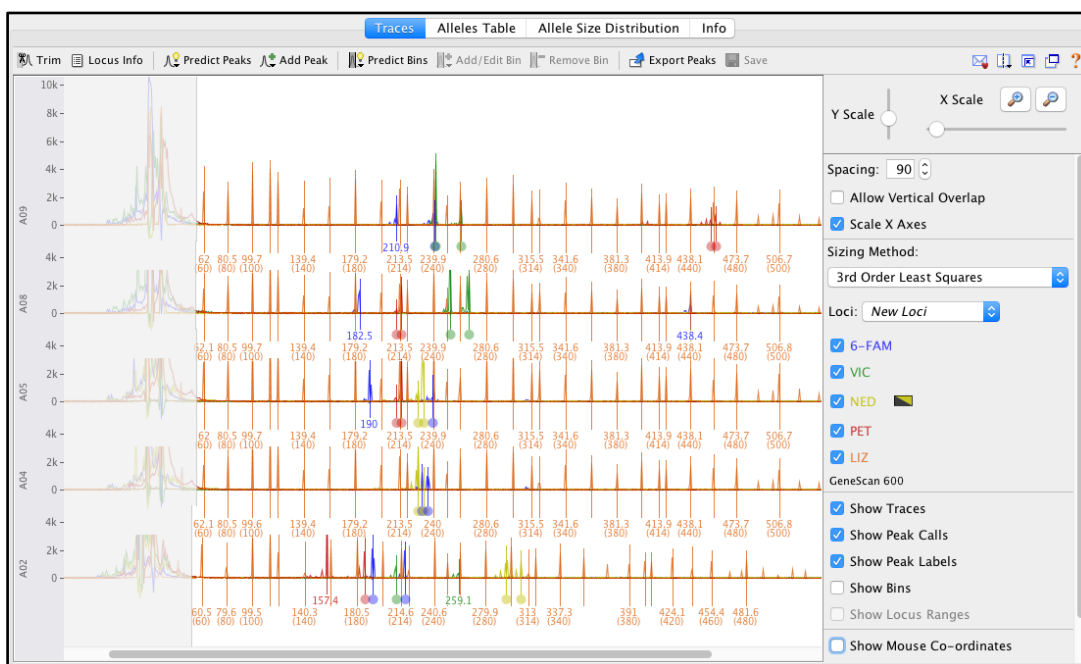 Traces Alleles Table Allele Size Distribution Info
Trim Locus Info Predict Peaks Add Peak Predict Bins Add/Edit Bin Remove Bin Export Peaks Save ?
10k
8k
6k
4k
2k
0
A09
210.9
62 80.5 99.7 139.4 179.2 213.5 239.9 280.6 315.5 341.6 381.3 413.9 438.1 473.7 506.8
(60) (80) (100) (140) (180) (214) (240) (280) (314) (340) (380) (414) (440) (480) (500)
4k
2k
0
A08
182.5 438.4
62.1 80.5 99.7 139.4 179.2 213.5 239.9 280.6 315.5 341.6 381.3 413.9 438.1 473.7 506.8
(60) (80) (100) (140) (180) (214) (240) (280) (314) (340) (380) (414) (440) (480) (500)
4k
2k
0
A05
190
62 80.5 99.7 139.4 179.2 213.5 239.9 280.6 315.5 341.6 381.3 413.9 438.1 473.7 506.8
(60) (80) (100) (140) (180) (214) (240) (280) (314) (340) (380) (414) (440) (480) (500)
4k
2k
0
A04
62.1 80.5 99.6 139.4 179.2 213.5 240 280.6 315.5 341.6 381.3 413.9 438.1 473.7 506.8
(60) (80) (100) (140) (180) (214) (240) (280) (314) (340) (380) (414) (440) (480) (500)
4k
2k
0
A02
157.4 259.1
60.5 79.6 99.5 140.3 180.5 214.6 240.6 279.9 313 337.3 391 424.1 454.4 481.6
(60) (80) (100) (140) (180) (214) (240) (280) (314) (340) (380) (420) (460) (480)
Y Scale X Scale
Spacing: 90
Allow Vertical Overlap
Scale X Axes
Sizing Method:
3rd Order Least Squares
Loci: New Loci
6-FAM
VIC
NED
PET
LIZ
GeneScan 600
Show Traces
Show Peak Calls
Show Peak Labels
Show Bins
Show Locus Ranges
Show Mouse Co-ordinates